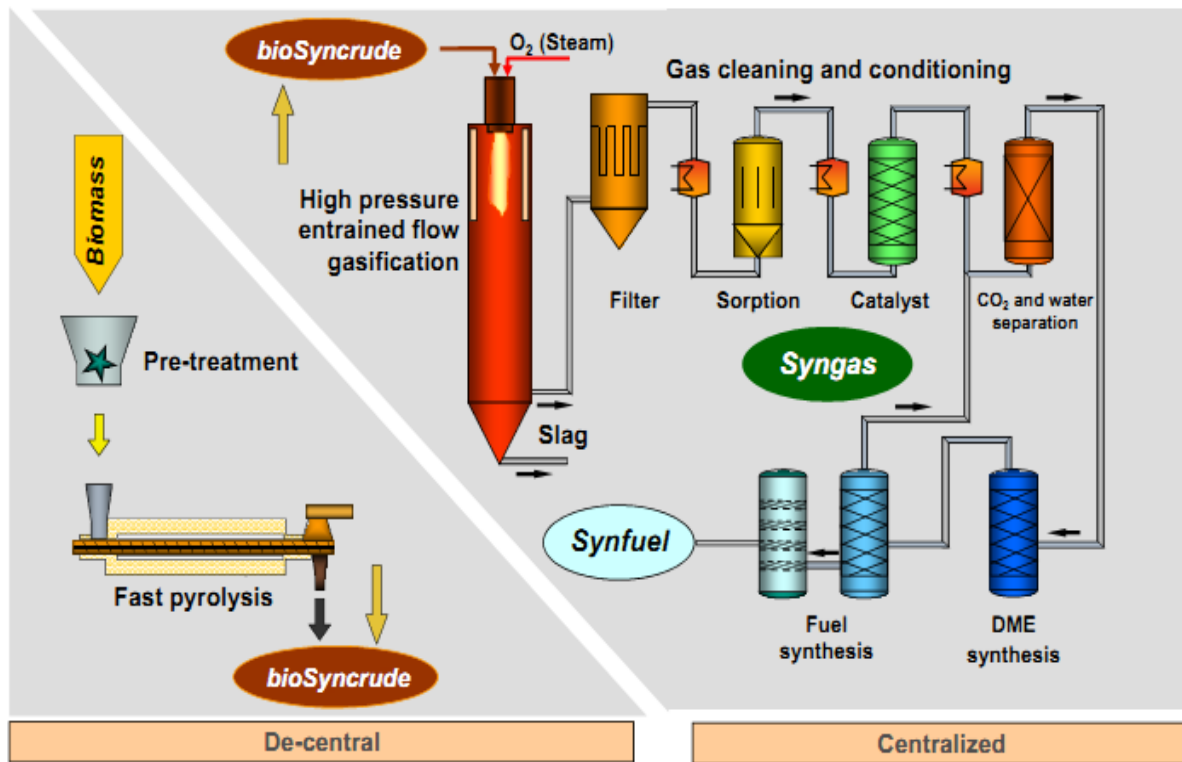 bioSyncrude
O₂ (Steam)
Gas cleaning and conditioning
Biomass
High pressure
entrained flow
gasification
Filter
Sorption
Catalyst
CO₂ and water
separation
Pre-treatment
Syngas
Slag
Synfuel
Fast pyrolysis
Fuel
synthesis
DME
synthesis
bioSyncrude
De-central
Centralized